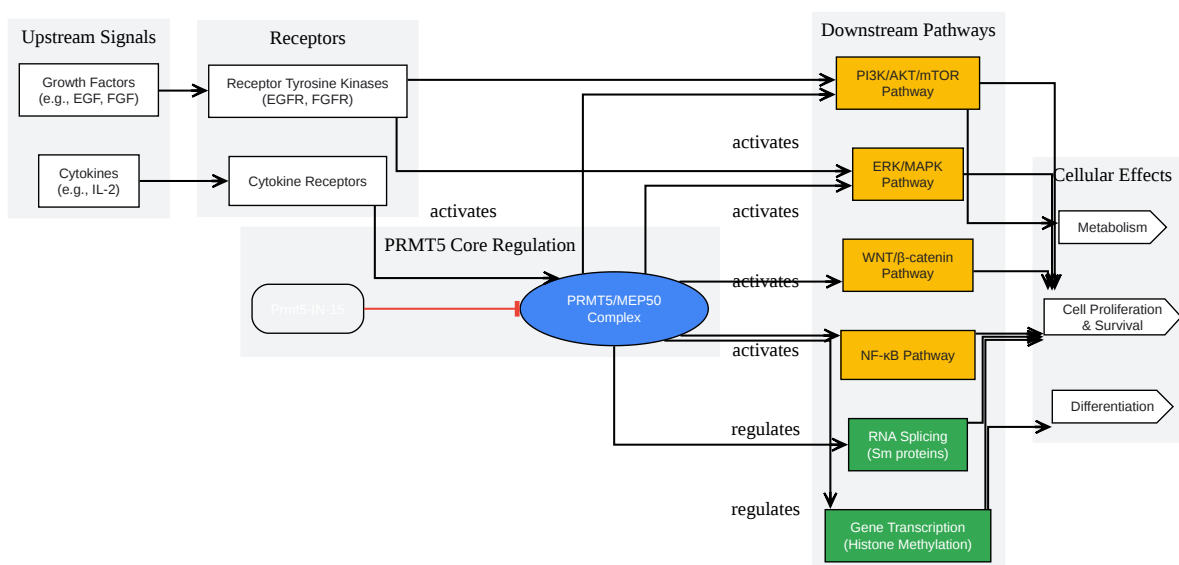 Upstream Signals
Growth Factors
(e.g., EGF, FGF)
Cytokines
(e.g., IL-2)
Receptors
Receptor Tyrosine Kinases
(EGFR, FGFR)
Cytokine Receptors
activates
PRMT5 Core Regulation
Prmt5-IN-15
PRMT5/MEP50
Complex
activates
activates
activates
activates
regulates
regulates
Downstream Pathways
PI3K/AKT/mTOR
Pathway
ERK/MAPK
Pathway
WNT/β-catenin
Pathway
NF-κB Pathway
RNA Splicing
(Sm proteins)
Gene Transcription
(Histone Methylation)
Cellular Effects
Metabolism
Cell Proliferation
& Survival
Differentiation